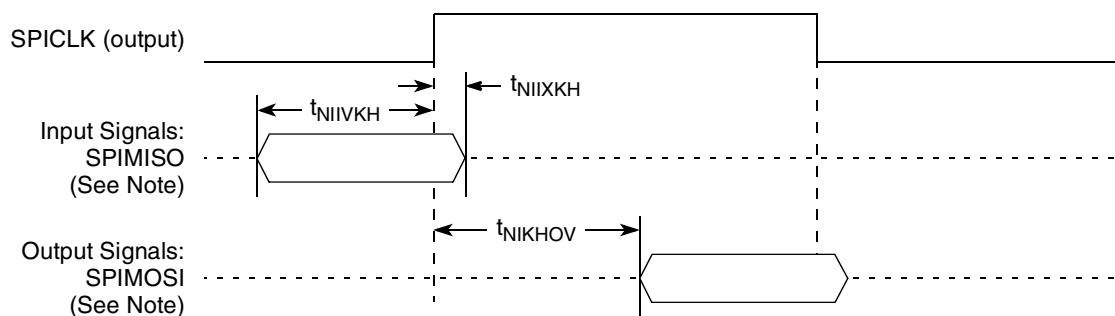 SPICLK (output)
tNIIXKH
tNIIVKH
Input Signals:
SPIMISO
(See Note)
tNIKHOV
Output Signals:
SPIMOSI
(See Note)